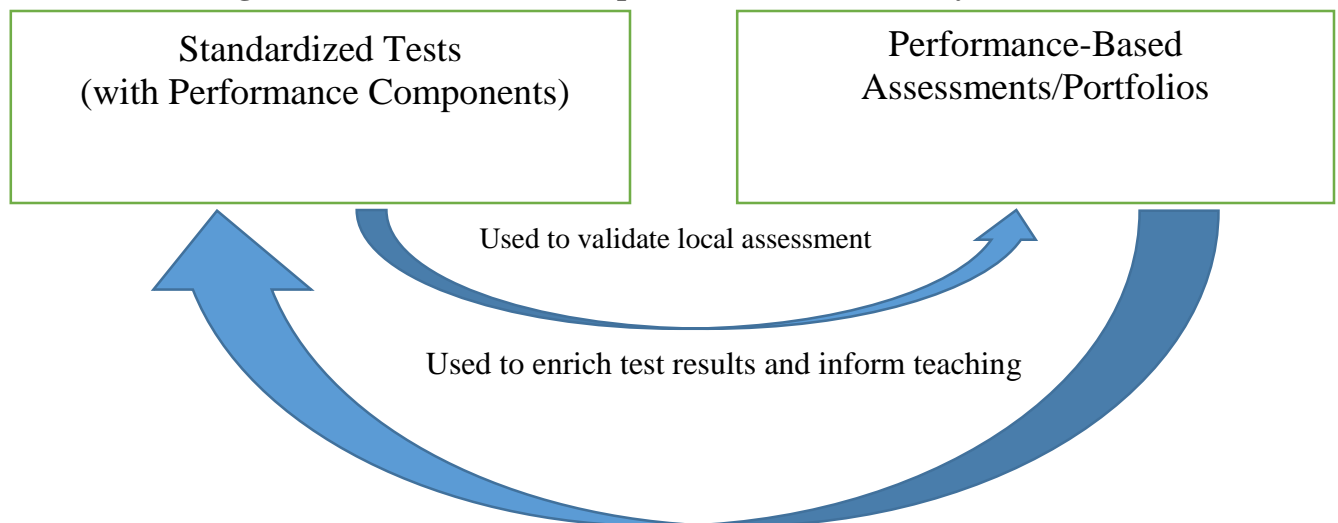 Standardized Tests
(with Performance Components)
Performance-Based
Assessments/Portfolios
Used to validate local assessment
Used to enrich test results and inform teaching